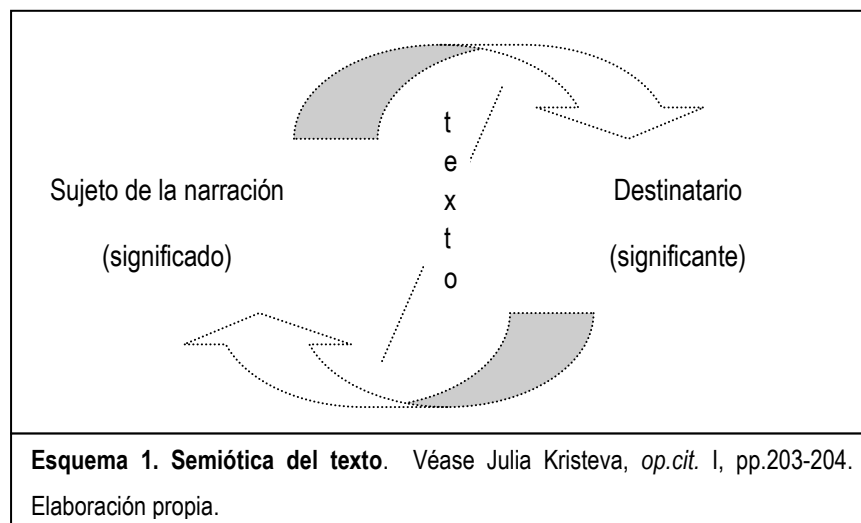 Sujeto de la narración
(significado)
t
e
x
t
o
Destinatario
(significante)
Esquema 1. Semiótica del texto. Véase Julia Kristeva, op.cit. I, pp.203-204.
Elaboración propia.